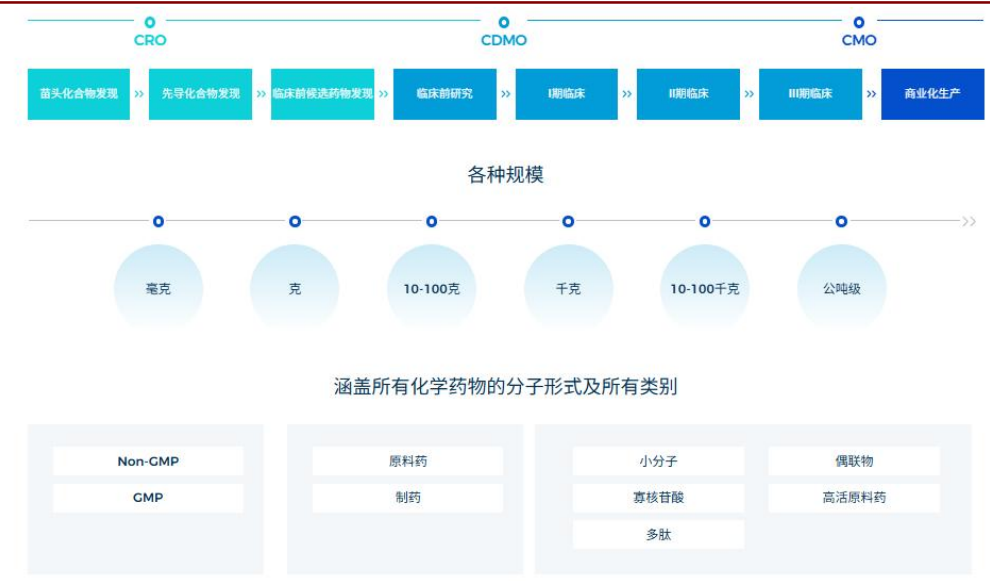 CRO CDMO CMO
苗头化合物发现 >> 先导化合物发现 >> 临床前候选药物发现 >> 临床前研究 >> I期临床 >> II期临床 >> III期临床 >> 商业化生产
各种规模
毫克 克 10-100克 千克 10-100千克 公吨级
涵盖所有化学药物的分子形式及所有类别
Non-GMP 原料药 小分子 偶联物
GMP 制药 寡核苷酸 高活原料药
多肽